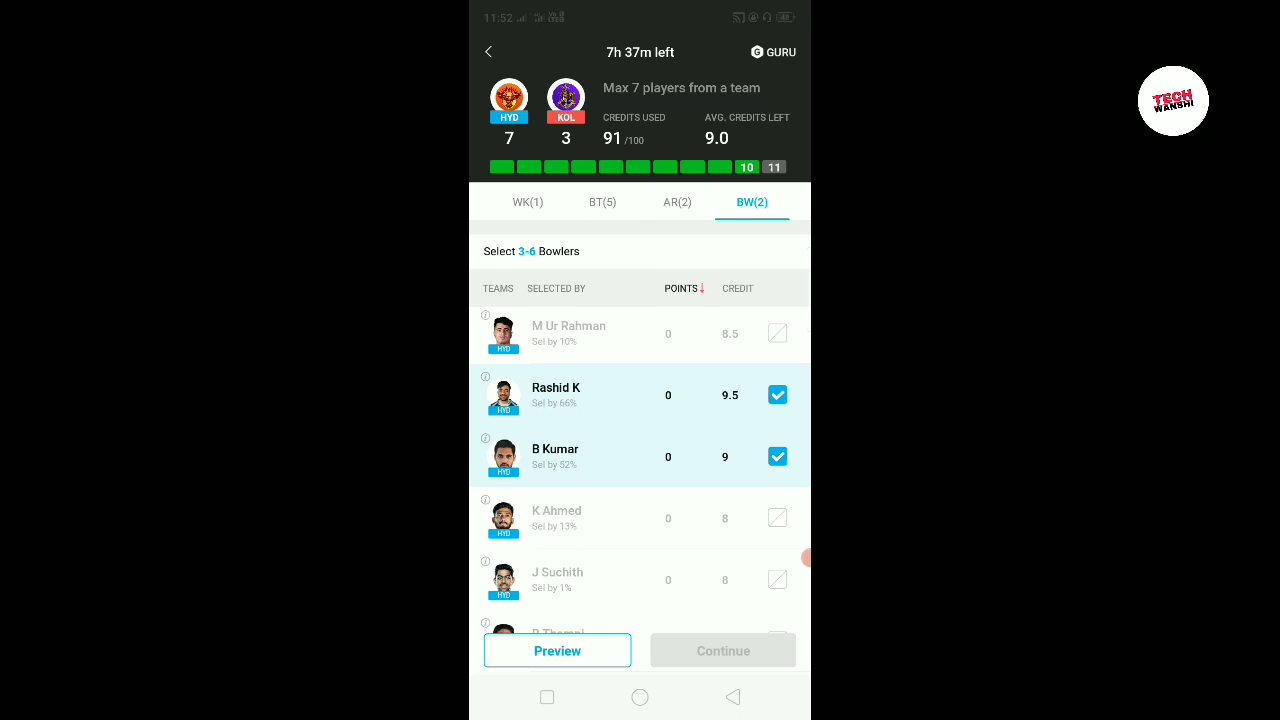 11:52
7h 37m left
GURU
TECH
WANSHI
Max 7 players from a team
HYD
KOL
CREDITS USED
AVG. CREDITS LEFT
7
3
91 /100
9.0
10
11
WK(1)
BT(5)
AR(2)
BW(2)
Select 3-6 Bowlers
TEAMS
SELECTED BY
POINTS
CREDIT
M Ur Rahman
Sel by 10%
0
8.5
HYD
Rashid K
Sel by 66%
0
9.5
HYD
B Kumar
Sel by 52%
0
9
HYD
K Ahmed
Sel by 13%
0
8
HYD
J Suchith
Sel by 1%
0
8
HYD
Preview
Continue